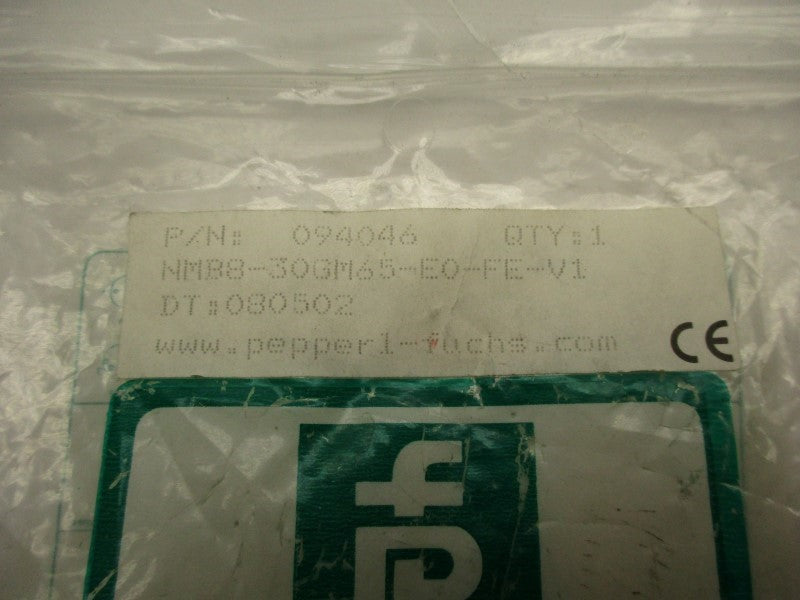 P/N: 094046 QTY:1
NMB8-30GM65-E0-FE-V1
DT:080502
www.pepperl-fuchs.com
CE
f
P